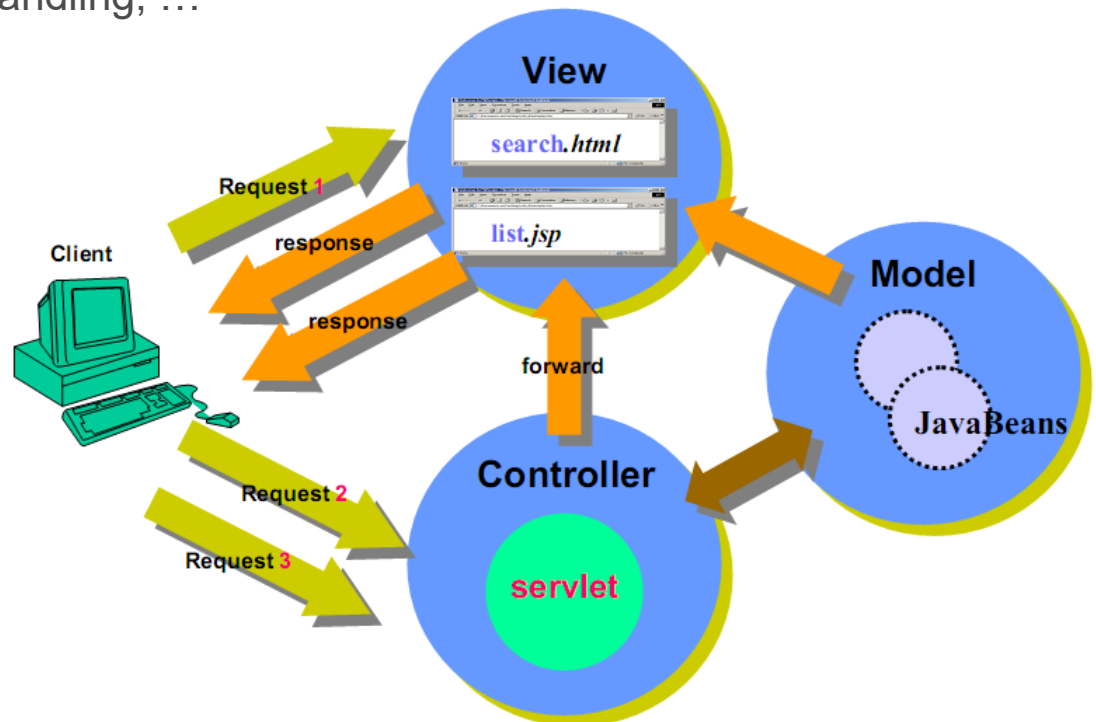 andling, …
View
search.html
Request 1
response
list.jsp
Client
Model
response
forward
JavaBeans
Controller
Request 2
Request 3
servlet